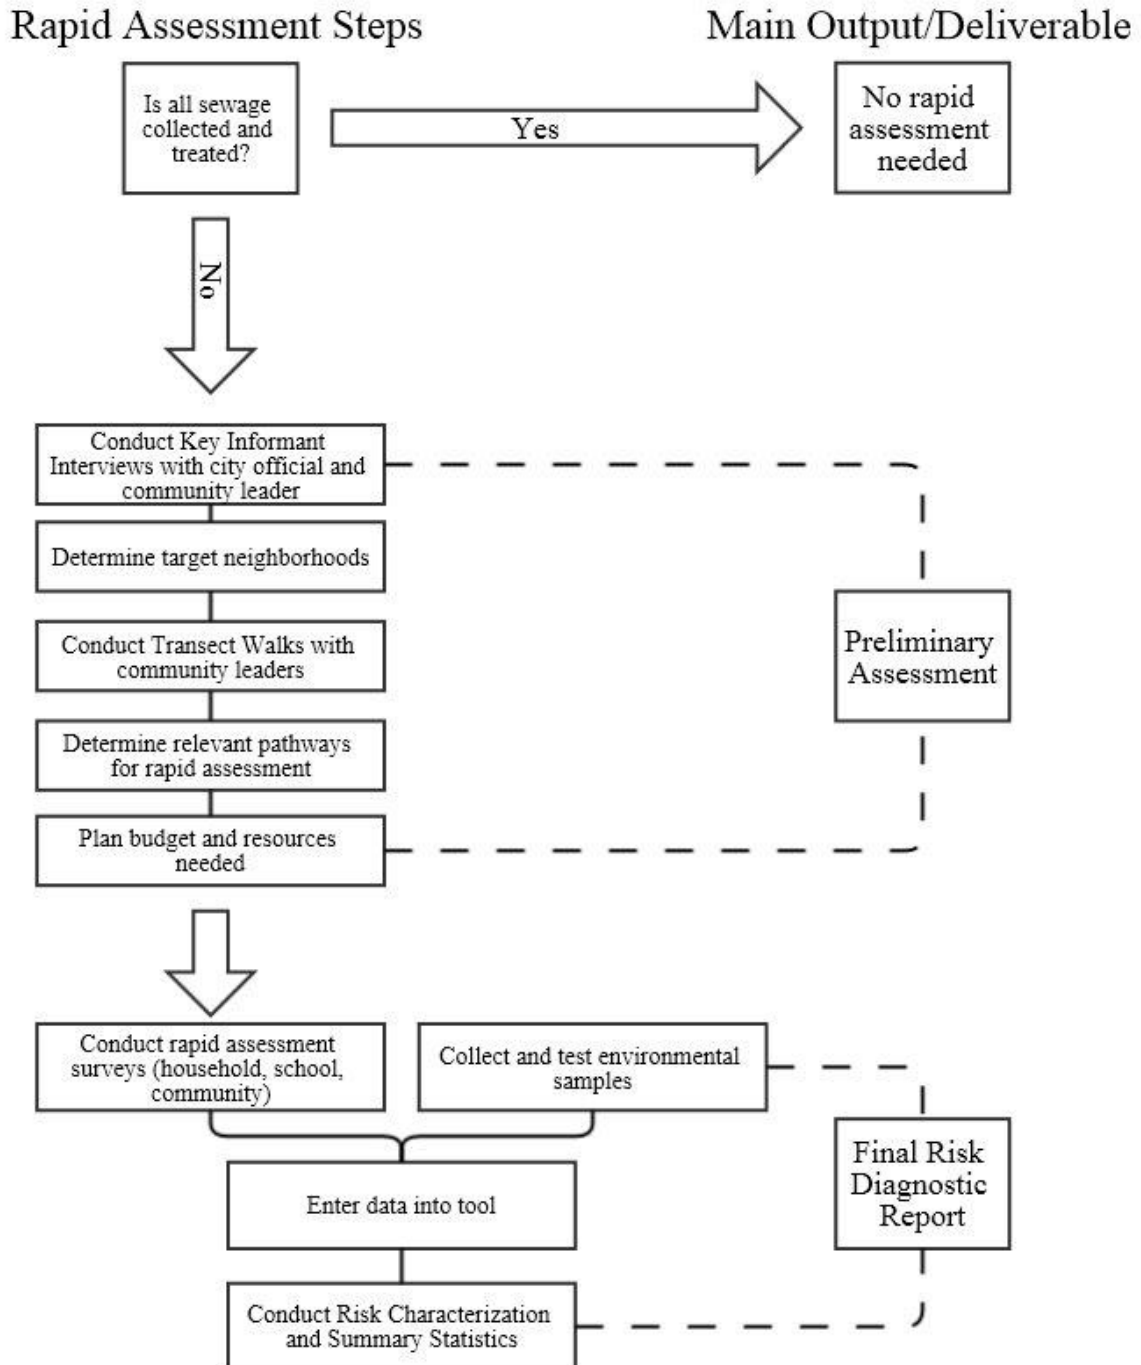 Rapid Assessment Steps
Main Output/Deliverable
Is all sewage
collected and
treated?
Yes
No rapid
assessment
needed
No
Conduct Key Informant
Interviews with city official and
community leader
Determine target neighborhoods
Conduct Transect Walks with
community leaders
Determine relevant pathways
for rapid assessment
Plan budget and resources
needed
Preliminary
Assessment
Conduct rapid assessment
surveys (household, school,
community)
Collect and test environmental
samples
Enter data into tool
Conduct Risk Characterization
and Summary Statistics
Final Risk
Diagnostic
Report